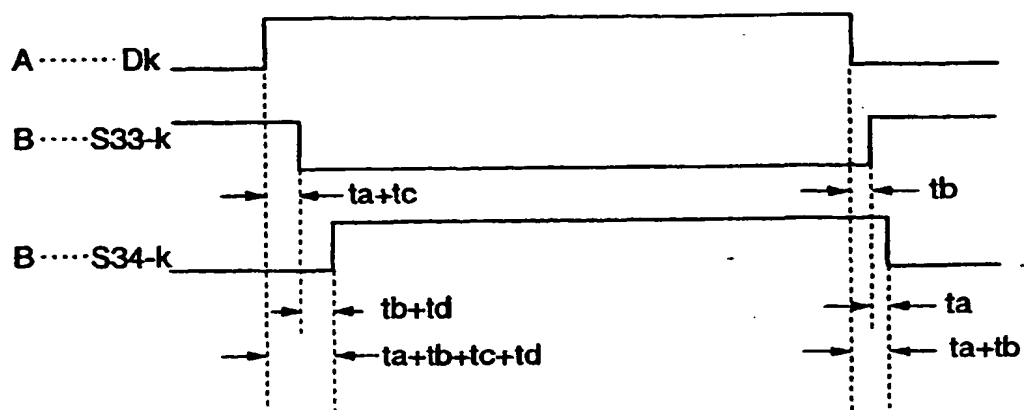 A ········ Dk
B ····· S33-k
ta+tc
tb
B ····· S34-k
tb+td
ta
ta+tb+tc+td
ta+tb